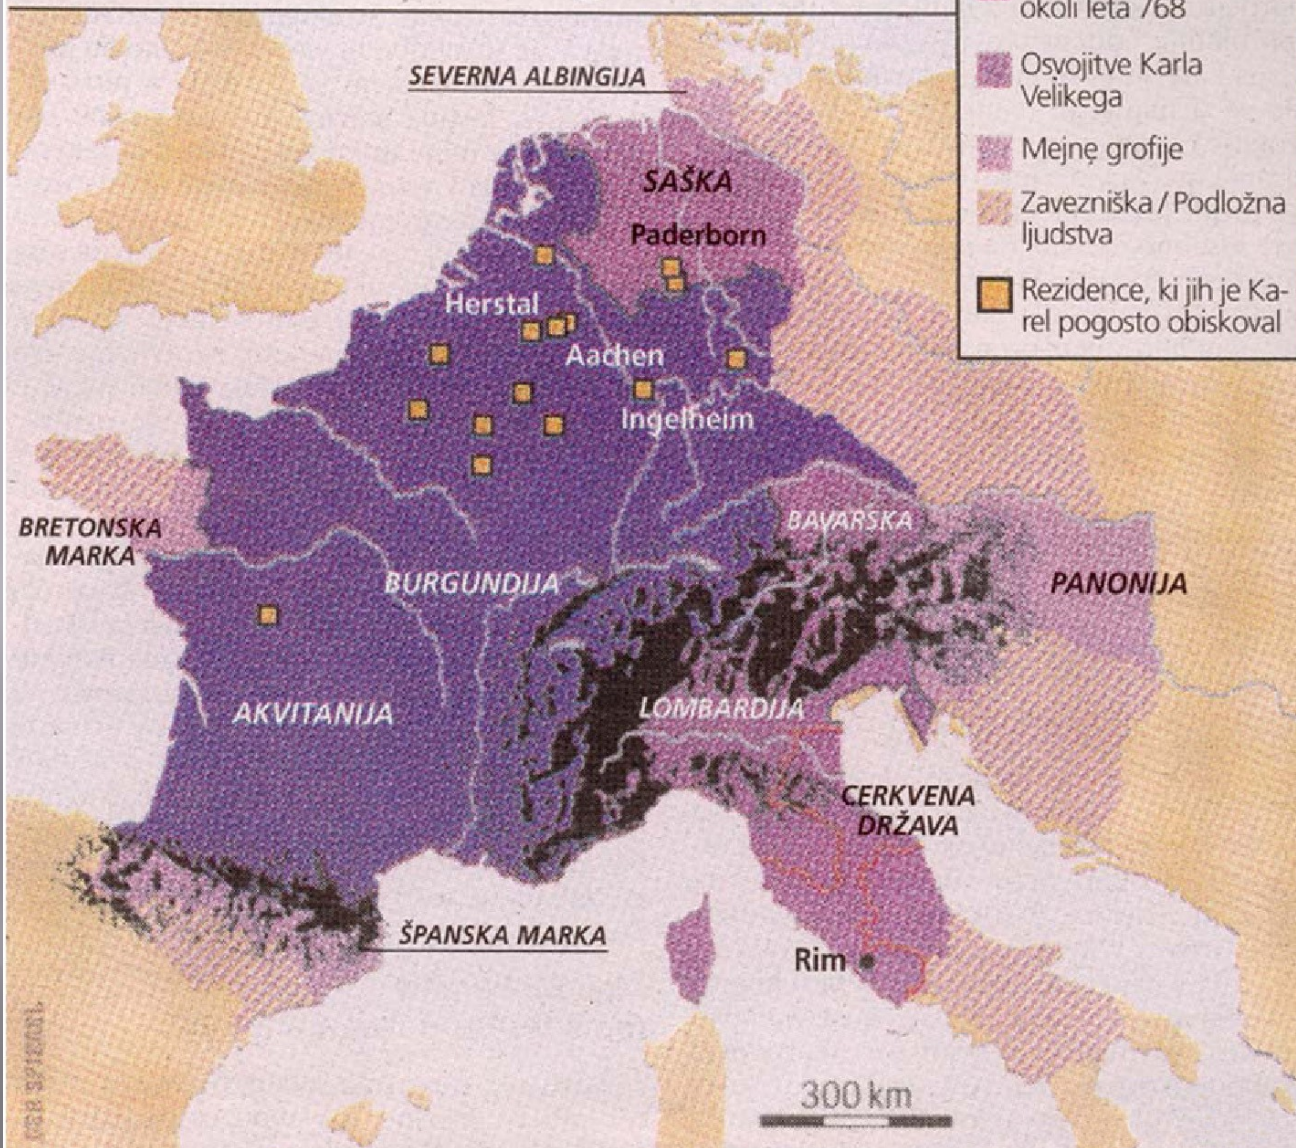 okoli leta 768
Osvojitve Karla
Velikega
Mejne grofije
Zavezniška / Podložna
ljudstva
Rezidence, ki jih je Ka-
rel pogosto obiskoval
SEVERNA ALBINGIJA
SAŠKA
Paderborn
Herstal
Aachen
Ingelheim
BRETONSKA
MARKA
BAVARSKA
BURGUNDIJA
PANONIJA
AKVITANIJA
LOMBARDIJA
CERKVENA
DRŽAVA
ŠPANSKA MARKA
Rim
300 km